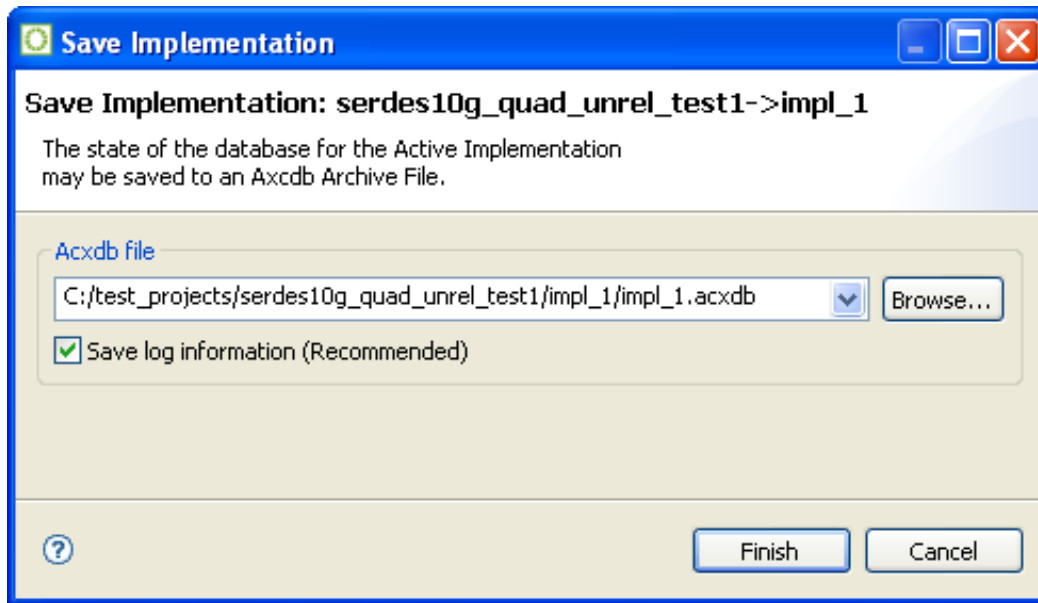 Save Implementation
Save Implementation: serdes10g_quad_unrel_test1->impl_1
The state of the database for the Active Implementation
may be saved to an Axcdb Archive File.
Acxdb file
C:/test_projects/serdes10g_quad_unrel_test1/impl_1/impl_1.acxdb
Browse...
Save log information (Recommended)
?
Finish
Cancel